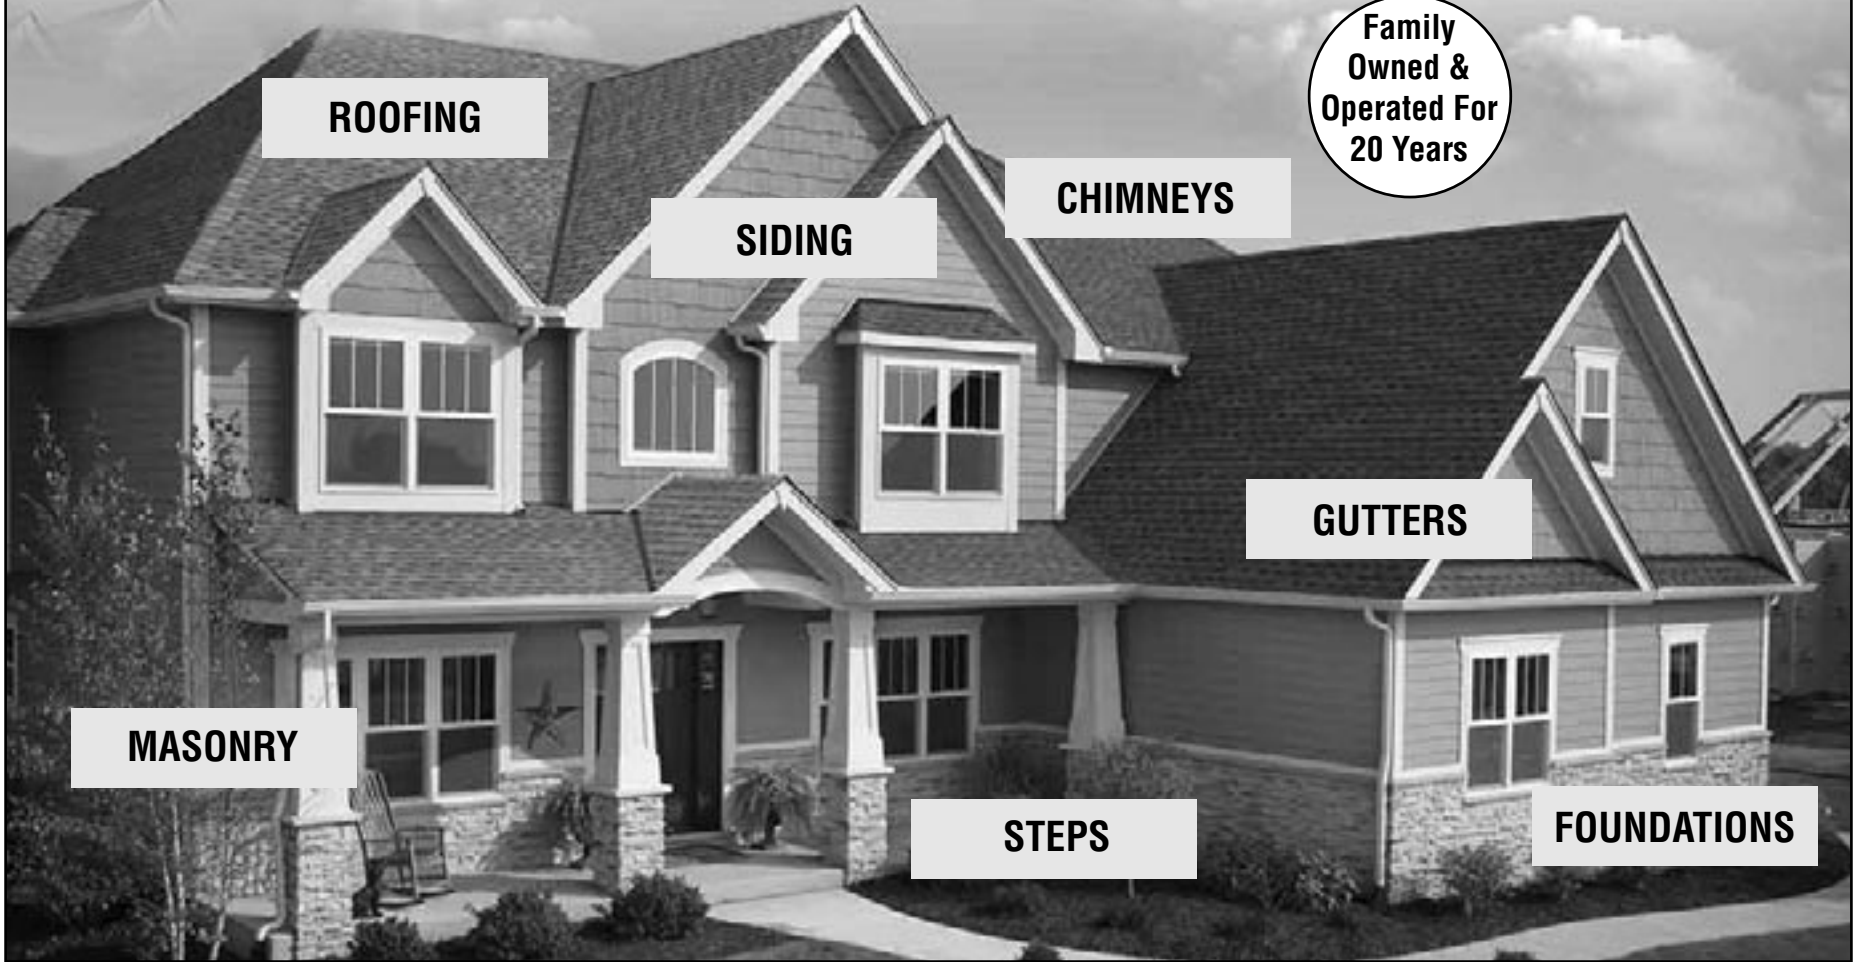 Family
Owned &
Operated For
20 Years
ROOFING
CHIMNEYS
SIDING
GUTTERS
MASONRY
STEPS
FOUNDATIONS